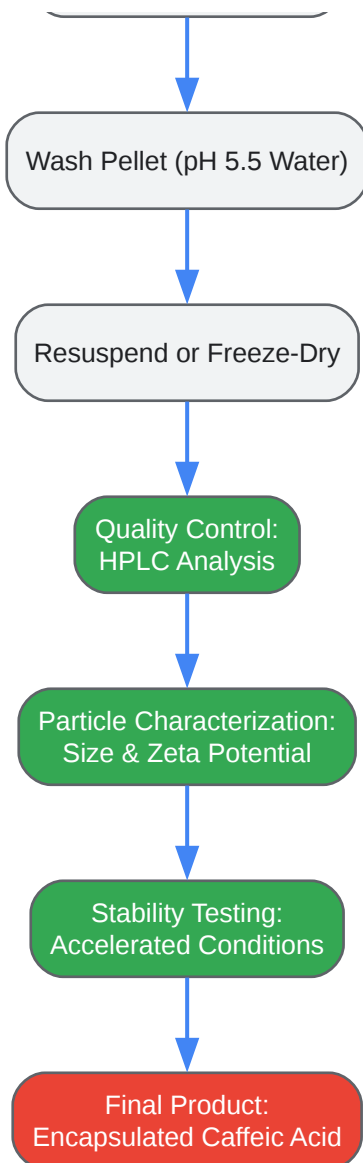 Wash Pellet (pH 5.5 Water)
Resuspend or Freeze-Dry
Quality Control:
HPLC Analysis
Particle Characterization:
Size & Zeta Potential
Stability Testing:
Accelerated Conditions
Final Product:
Encapsulated Caffeic Acid